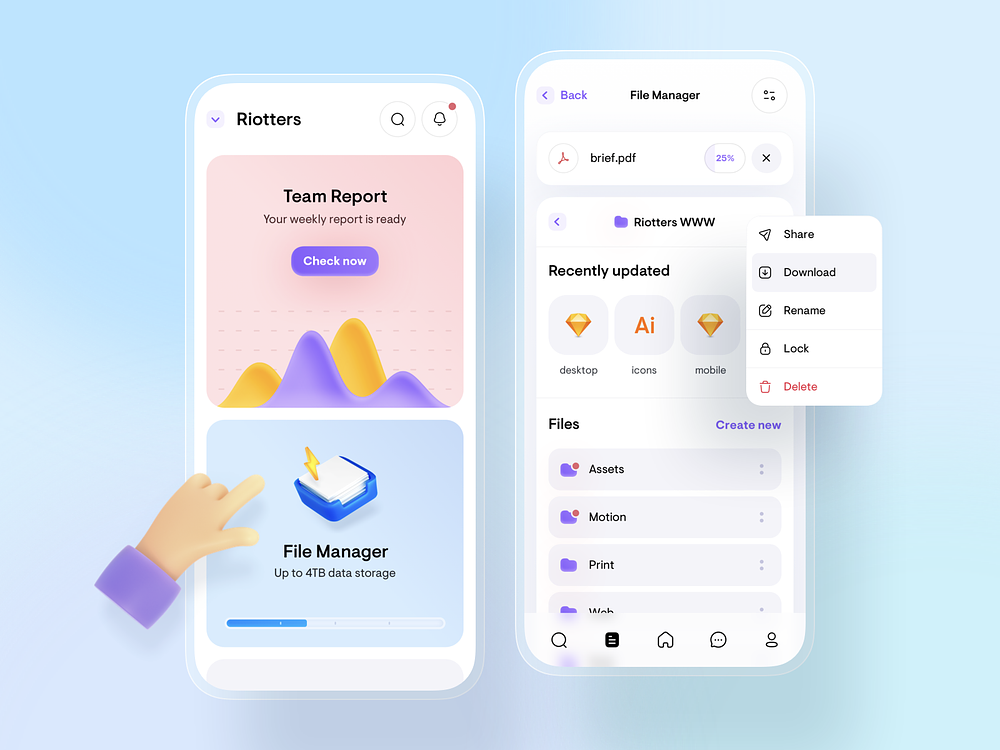 Riotters
Team Report
Your weekly report is ready
Check now
File Manager
Up to 4TB data storage
Back
File Manager
brief.pdf
25%
Riotters WWW
Recently updated
Ai
desktop
icons
mobile
Share
Download
Rename
Lock
Delete
Files
Create new
Assets
Motion
Print
Web